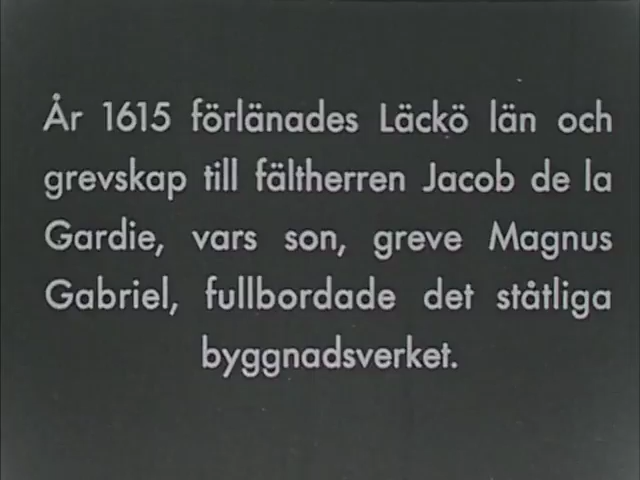 År 1615 förlänades Läckö län och
grevskap till fältherren Jacob de la
Gardie, vars son, greve Magnus
Gabriel, fullbordade det ståtliga
byggnadsverket.